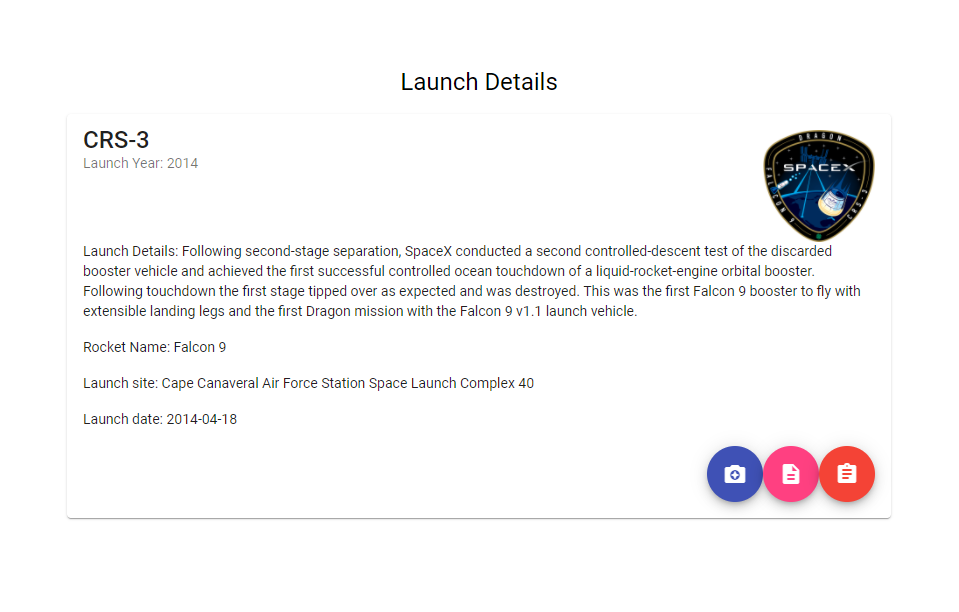 Launch Details
CRS-3
Launch Year: 2014
DRAGON
SPACEX
FALCON 9
CRS-3
Launch Details: Following second-stage separation, SpaceX conducted a second controlled-descent test of the discarded
booster vehicle and achieved the first successful controlled ocean touchdown of a liquid-rocket-engine orbital booster.
Following touchdown the first stage tipped over as expected and was destroyed. This was the first Falcon 9 booster to fly with
extensible landing legs and the first Dragon mission with the Falcon 9 v1.1 launch vehicle.
Rocket Name: Falcon 9
Launch site: Cape Canaveral Air Force Station Space Launch Complex 40
Launch date: 2014-04-18